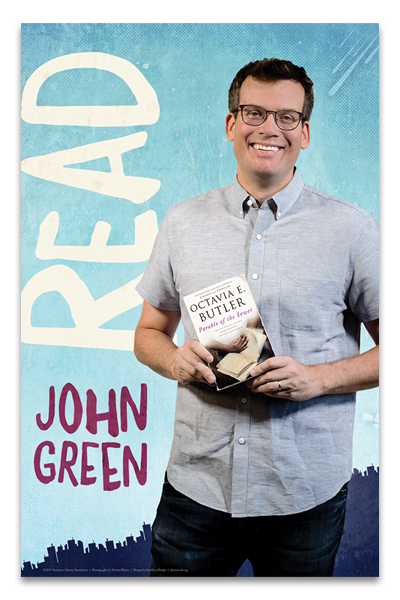 READ
JOHN
GREEN
OCTAVIA E.
BUTLER
Parable of the Sower